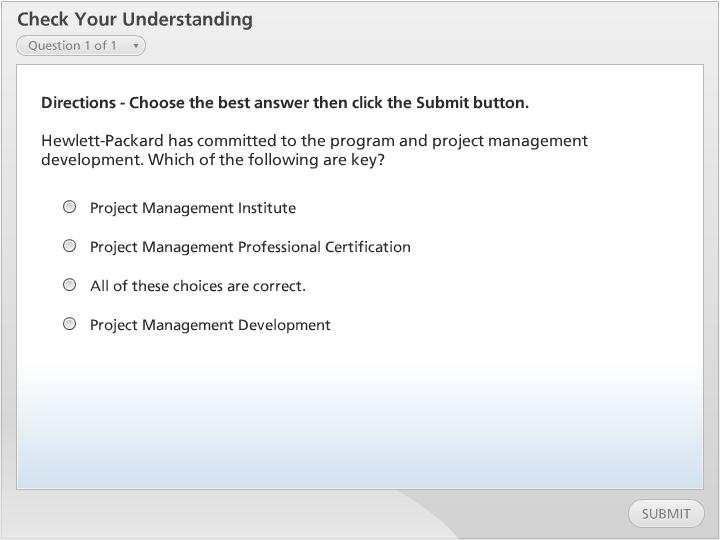 Check Your Understanding
Question 1 of 1
Directions - Choose the best answer then click the Submit button.
Hewlett-Packard has committed to the program and project management
development. Which of the following are key?
Project Management Institute
Project Management Professional Certification
All of these choices are correct.
Project Management Development
SUBMIT